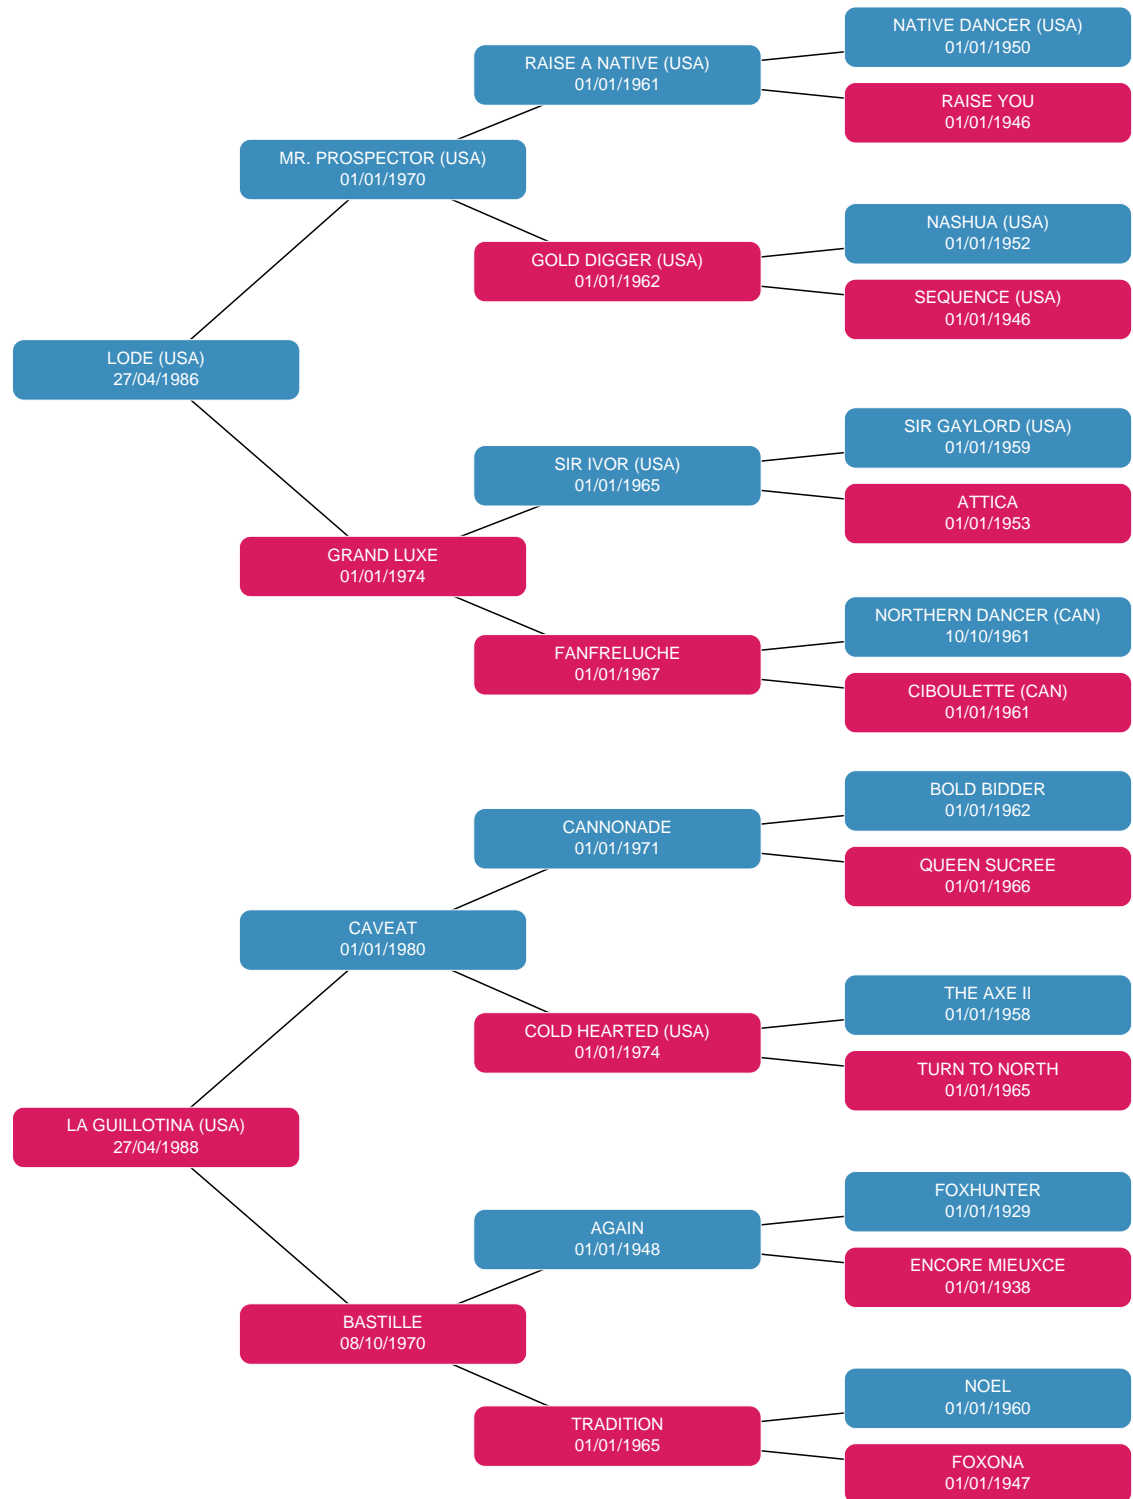 NATIVE DANCER (USA)
01/01/1950
RAISE A NATIVE (USA)
01/01/1961
RAISE YOU
01/01/1946
MR. PROSPECTOR (USA)
01/01/1970
NASHUA (USA)
01/01/1952
GOLD DIGGER (USA)
01/01/1962
SEQUENCE (USA)
01/01/1946
LODE (USA)
27/04/1986
SIR GAYLORD (USA)
01/01/1959
SIR IVOR (USA)
01/01/1965
ATTICA
01/01/1953
GRAND LUXE
01/01/1974
NORTHERN DANCER (CAN)
10/10/1961
FANFRELUCHE
01/01/1967
CIBOULETTE (CAN)
01/01/1961
BOLD BIDDER
01/01/1962
CANNONADE
01/01/1971
QUEEN SUCREE
01/01/1966
CAVEAT
01/01/1980
THE AXE II
01/01/1958
COLD HEARTED (USA)
01/01/1974
TURN TO NORTH
01/01/1965
LA GUILLOTINA (USA)
27/04/1988
FOXHUNTER
01/01/1929
AGAIN
01/01/1948
ENCORE MIEUXCE
01/01/1938
BASTILLE
08/10/1970
NOEL
01/01/1960
TRADITION
01/01/1965
FOXONA
01/01/1947